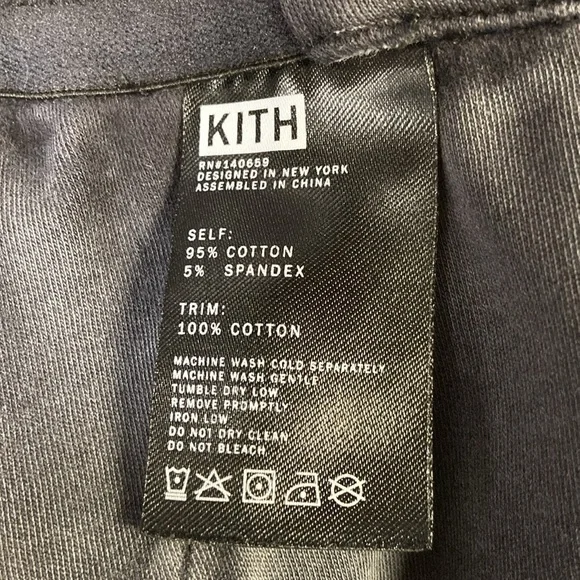 KITH
RN#140659
DESIGNED IN NEW YORK
ASSEMBLED IN CHINA
SELF:
95% COTTON
5% SPANDEX
TRIM:
100% COTTON
MACHINE WASH COLD SEPARATELY
MACHINE WASH GENTLE
TUMBLE DRY LOW
REMOVE PROMPTLY
IRON LOW
DO NOT DRY CLEAN
DO NOT BLEACH